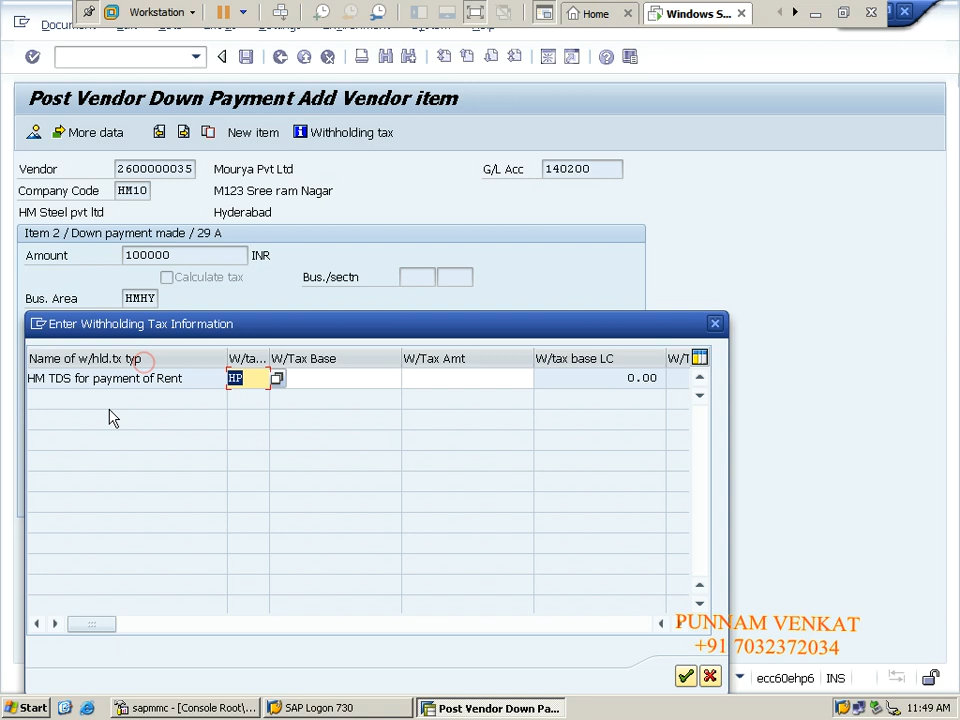 Workstation
Home
Windows S...
Post Vendor Down Payment Add Vendor item
More data
New item
Withholding tax
Vendor 2600000035 Mourya Pvt Ltd G/L Acc 140200
Company Code HM10 M123 Sree ram Nagar
HM Steel pvt ltd Hyderabad
Item 2 / Down payment made / 29 A
Amount 100000 INR
Calculate tax Bus./sectn
Bus. Area HMHY
Enter Withholding Tax Information
Name of w/hld.tx typ W/ta... W/Tax Base W/Tax Amt W/tax base LC W/T
HM TDS for payment of Rent HP 0.00
PUNNAM VENKAT
+91 7032372034
ecc60ehp6 INS
Start sapmmc - [Console Root\... SAP Logon 730 Post Vendor Down Pa... 11:49 AM